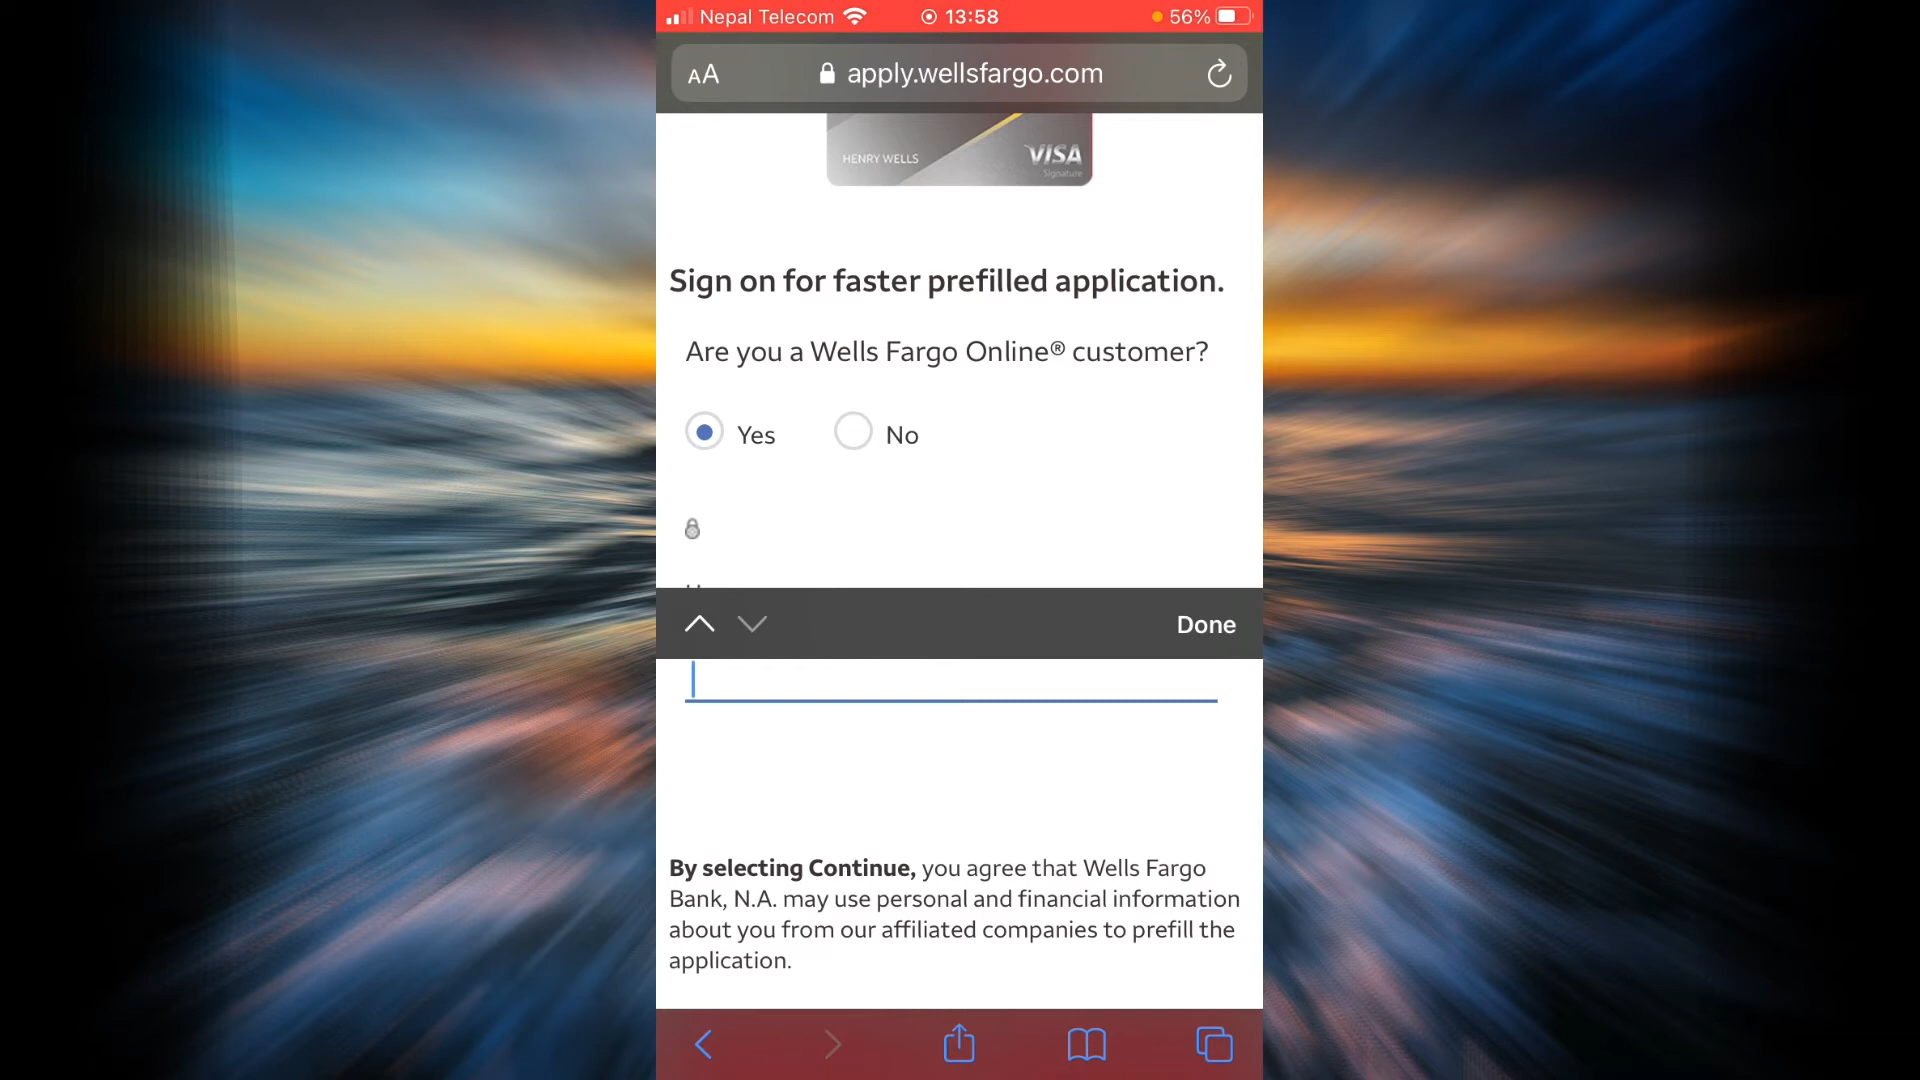 Nepal Telecom 13:58 56%
AA apply.wellsfargo.com
HENRY WELLS VISA
Signature
Sign on for faster prefilled application.
Are you a Wells Fargo Online® customer?
Yes No
Done
By selecting Continue, you agree that Wells Fargo
Bank, N.A. may use personal and financial information
about you from our affiliated companies to prefill the
application.